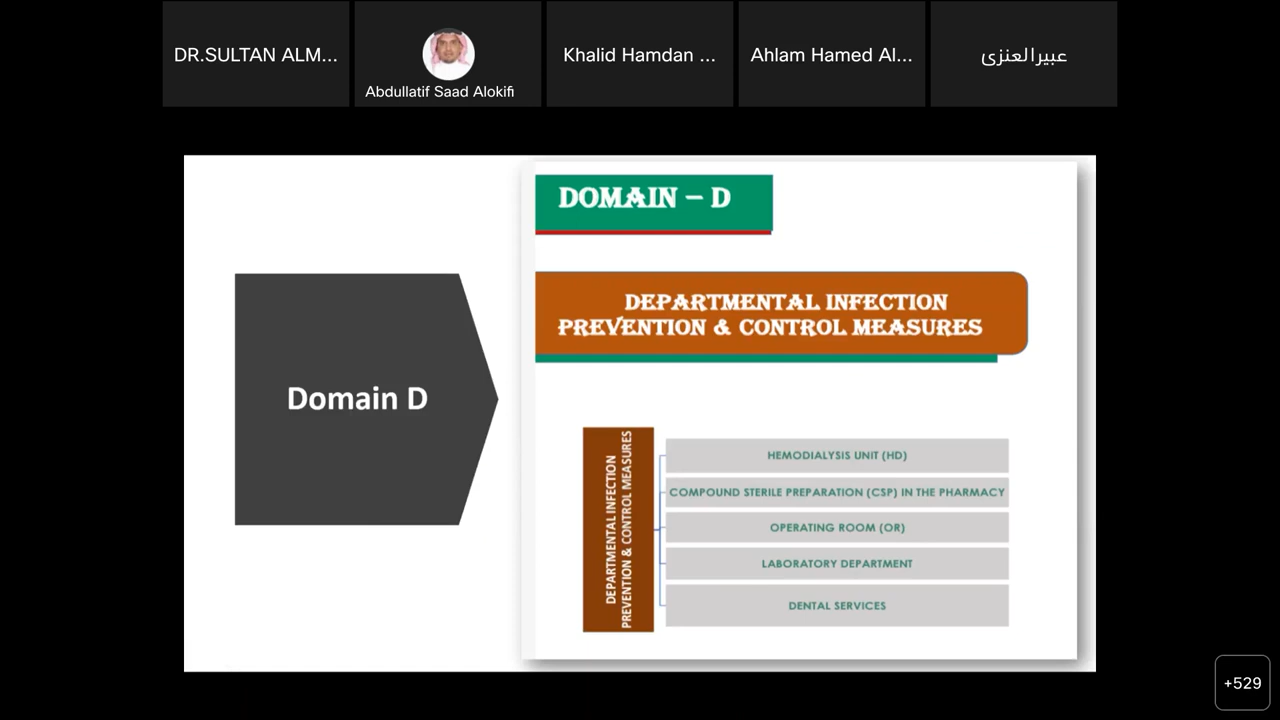 DR.SULTAN ALM...
Abdullatif Saad Alokifi
Khalid Hamdan ...
Ahlam Hamed Al...
عبيرالعنزى
Domain D
DOMAIN – D
DEPARTMENTAL INFECTION
PREVENTION & CONTROL MEASURES
DEPARTMENTAL INFECTION
PREVENTION & CONTROL MEASURES
HEMODIALYSIS UNIT (HD)
COMPOUND STERILE PREPARATION (CSP) IN THE PHARMACY
OPERATING ROOM (OR)
LABORATORY DEPARTMENT
DENTAL SERVICES
+529